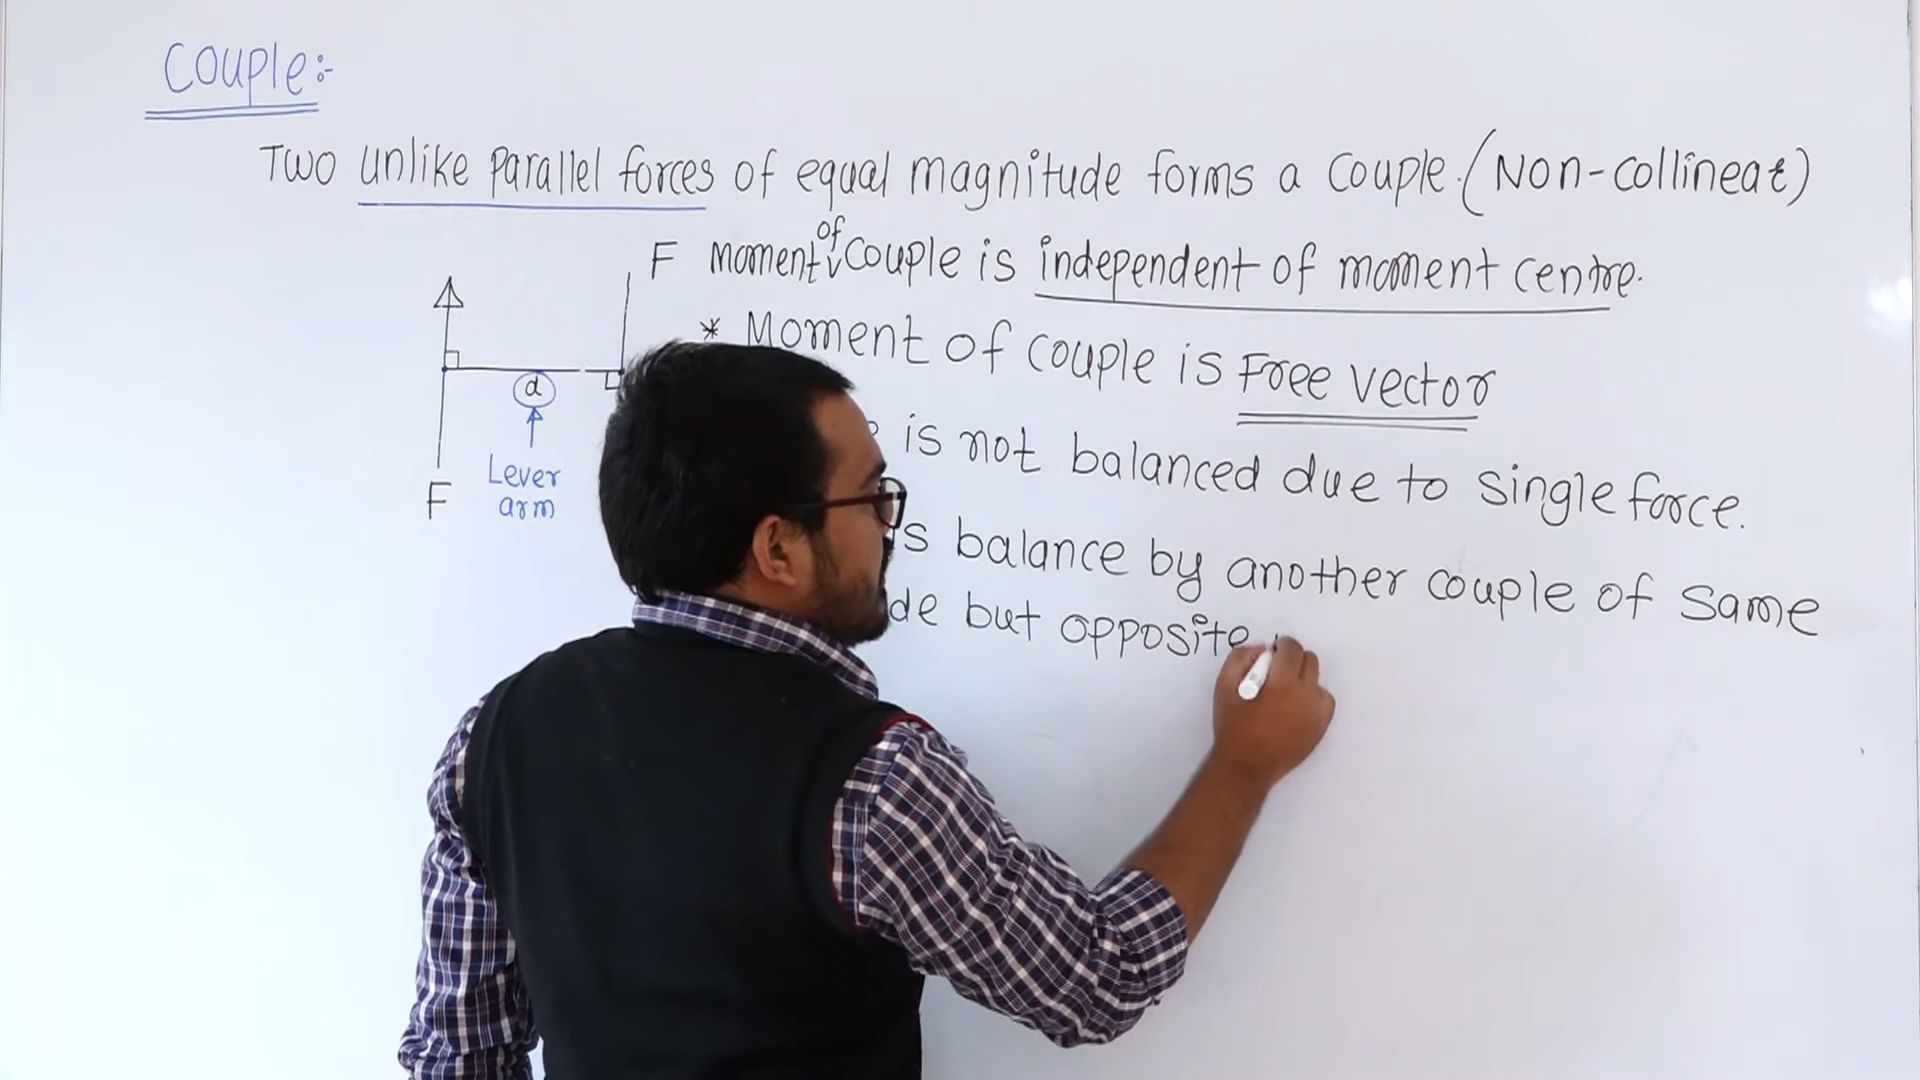 Couple:-
Two unlike parallel forces of equal magnitude forms a couple. (Non-collineat)
F Moment of couple is independent of moment centre.
* Moment of couple is Free vector
d
is not balanced due to single force.
Lever
arm
F
balance by another couple of same
but opposite